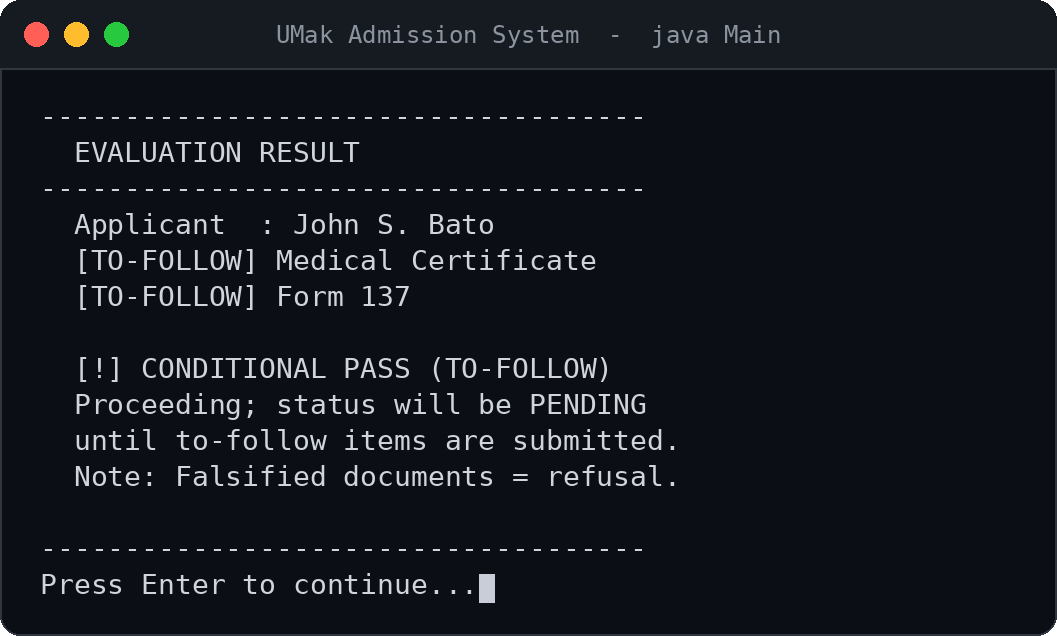 UMak Admission System  -  java Main
------------------------------------
  EVALUATION RESULT
------------------------------------
  Applicant  : John S. Bato
  [TO-FOLLOW] Medical Certificate
  [TO-FOLLOW] Form 137

  [!] CONDITIONAL PASS (TO-FOLLOW)
  Proceeding; status will be PENDING
  until to-follow items are submitted.
  Note: Falsified documents = refusal.

------------------------------------
Press Enter to continue...